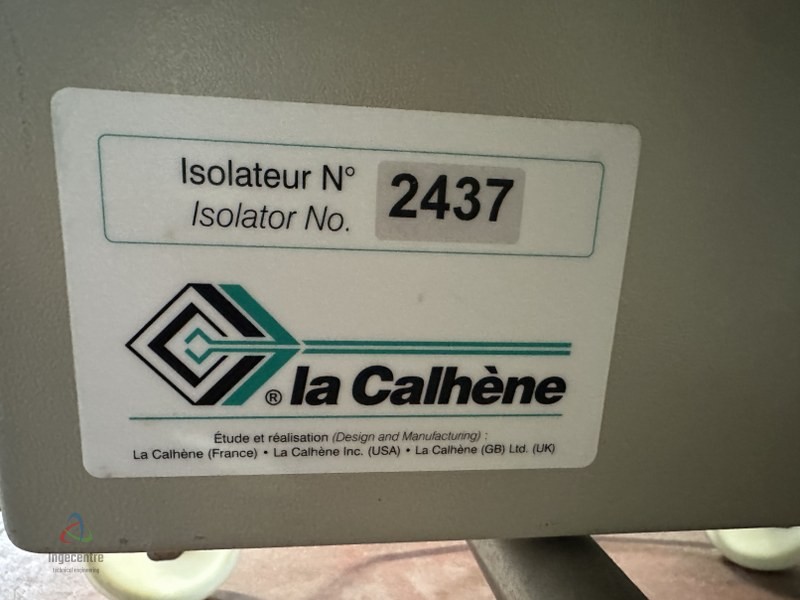 Isolateur N° 2437
Isolator No.
® la Calhène
Étude et réalisation (Design and Manufacturing) :
La Calhène (France) • La Calhène Inc. (USA) • La Calhène (GB) Ltd. (UK)
Ingecentre